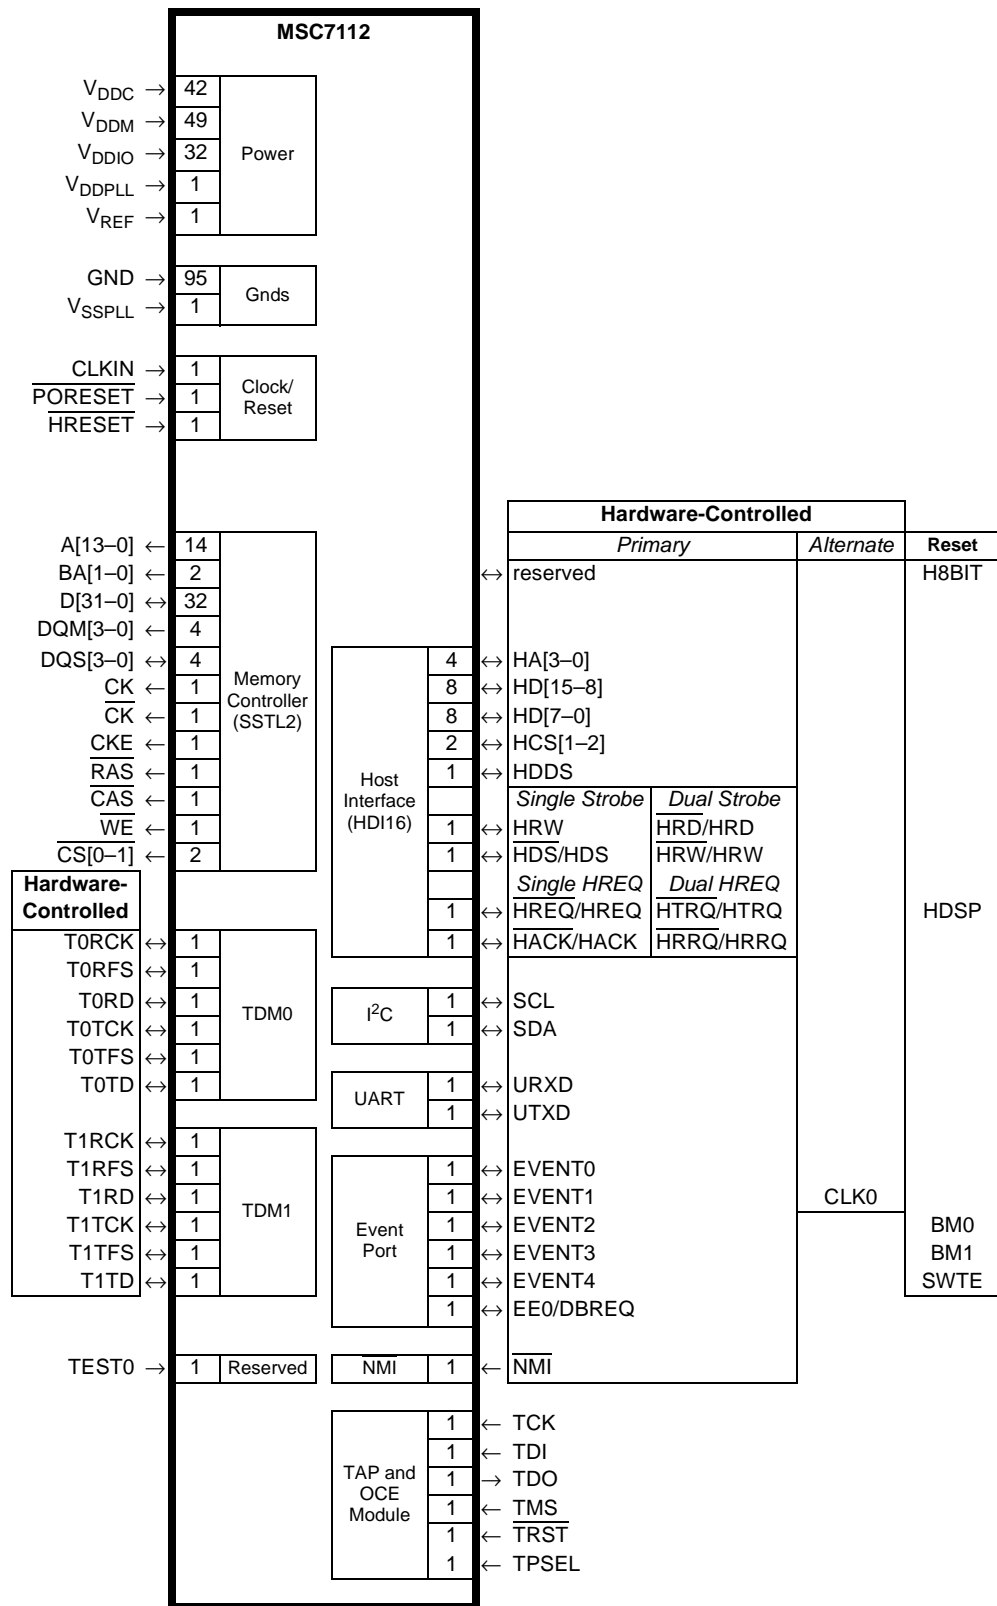 MSC7112
VDDC → 42
VDDM → 49
VDDIO → 32
VDDPLL → 1
VREF → 1
Power
GND → 95
VSSPLL → 1
Gnds
CLKIN → 1
PORESET → 1
HRESET → 1
Clock/
Reset
A[13–0] ← 14
BA[1–0] ← 2
D[31–0] ↔ 32
DQM[3–0] ← 4
DQS[3–0] ↔ 4
CK ← 1
CK ← 1
CKE ← 1
RAS ← 1
CAS ← 1
WE ← 1
CS[0–1] ← 2
Memory
Controller
(SSTL2)
Hardware-
Controlled
T0RCK ↔ 1
T0RFS ↔ 1
T0RD ↔ 1
T0TCK ↔ 1
T0TFS ↔ 1
T0TD ↔ 1
TDM0
T1RCK ↔ 1
T1RFS ↔ 1
T1RD ↔ 1
T1TCK ↔ 1
T1TFS ↔ 1
T1TD ↔ 1
TDM1
TEST0 → 1 Reserved
Hardware-Controlled
Primary Alternate Reset
↔ reserved H8BIT
Host
Interface
(HDI16)
4 ↔ HA[3–0]
8 ↔ HD[15–8]
8 ↔ HD[7–0]
2 ↔ HCS[1–2]
1 ↔ HDDS
Single Strobe Dual Strobe
1 ↔ HRW HRD/HRD
1 ↔ HDS/HDS HRW/HRW
Single HREQ Dual HREQ
1 ↔ HREQ/HREQ HTRQ/HTRQ HDSP
1 ↔ HACK/HACK HRRQ/HRRQ
I2C
1 ↔ SCL
1 ↔ SDA
UART
1 ↔ URXD
1 ↔ UTXD
Event
Port
1 ↔ EVENT0
1 ↔ EVENT1 CLK0
1 ↔ EVENT2 BM0
1 ↔ EVENT3 BM1
1 ↔ EVENT4 SWTE
1 ↔ EE0/DBREQ
NMI 1 ← NMI
TAP and
OCE
Module
1 ← TCK
1 ← TDI
1 → TDO
1 ← TMS
1 ← TRST
1 ← TPSEL